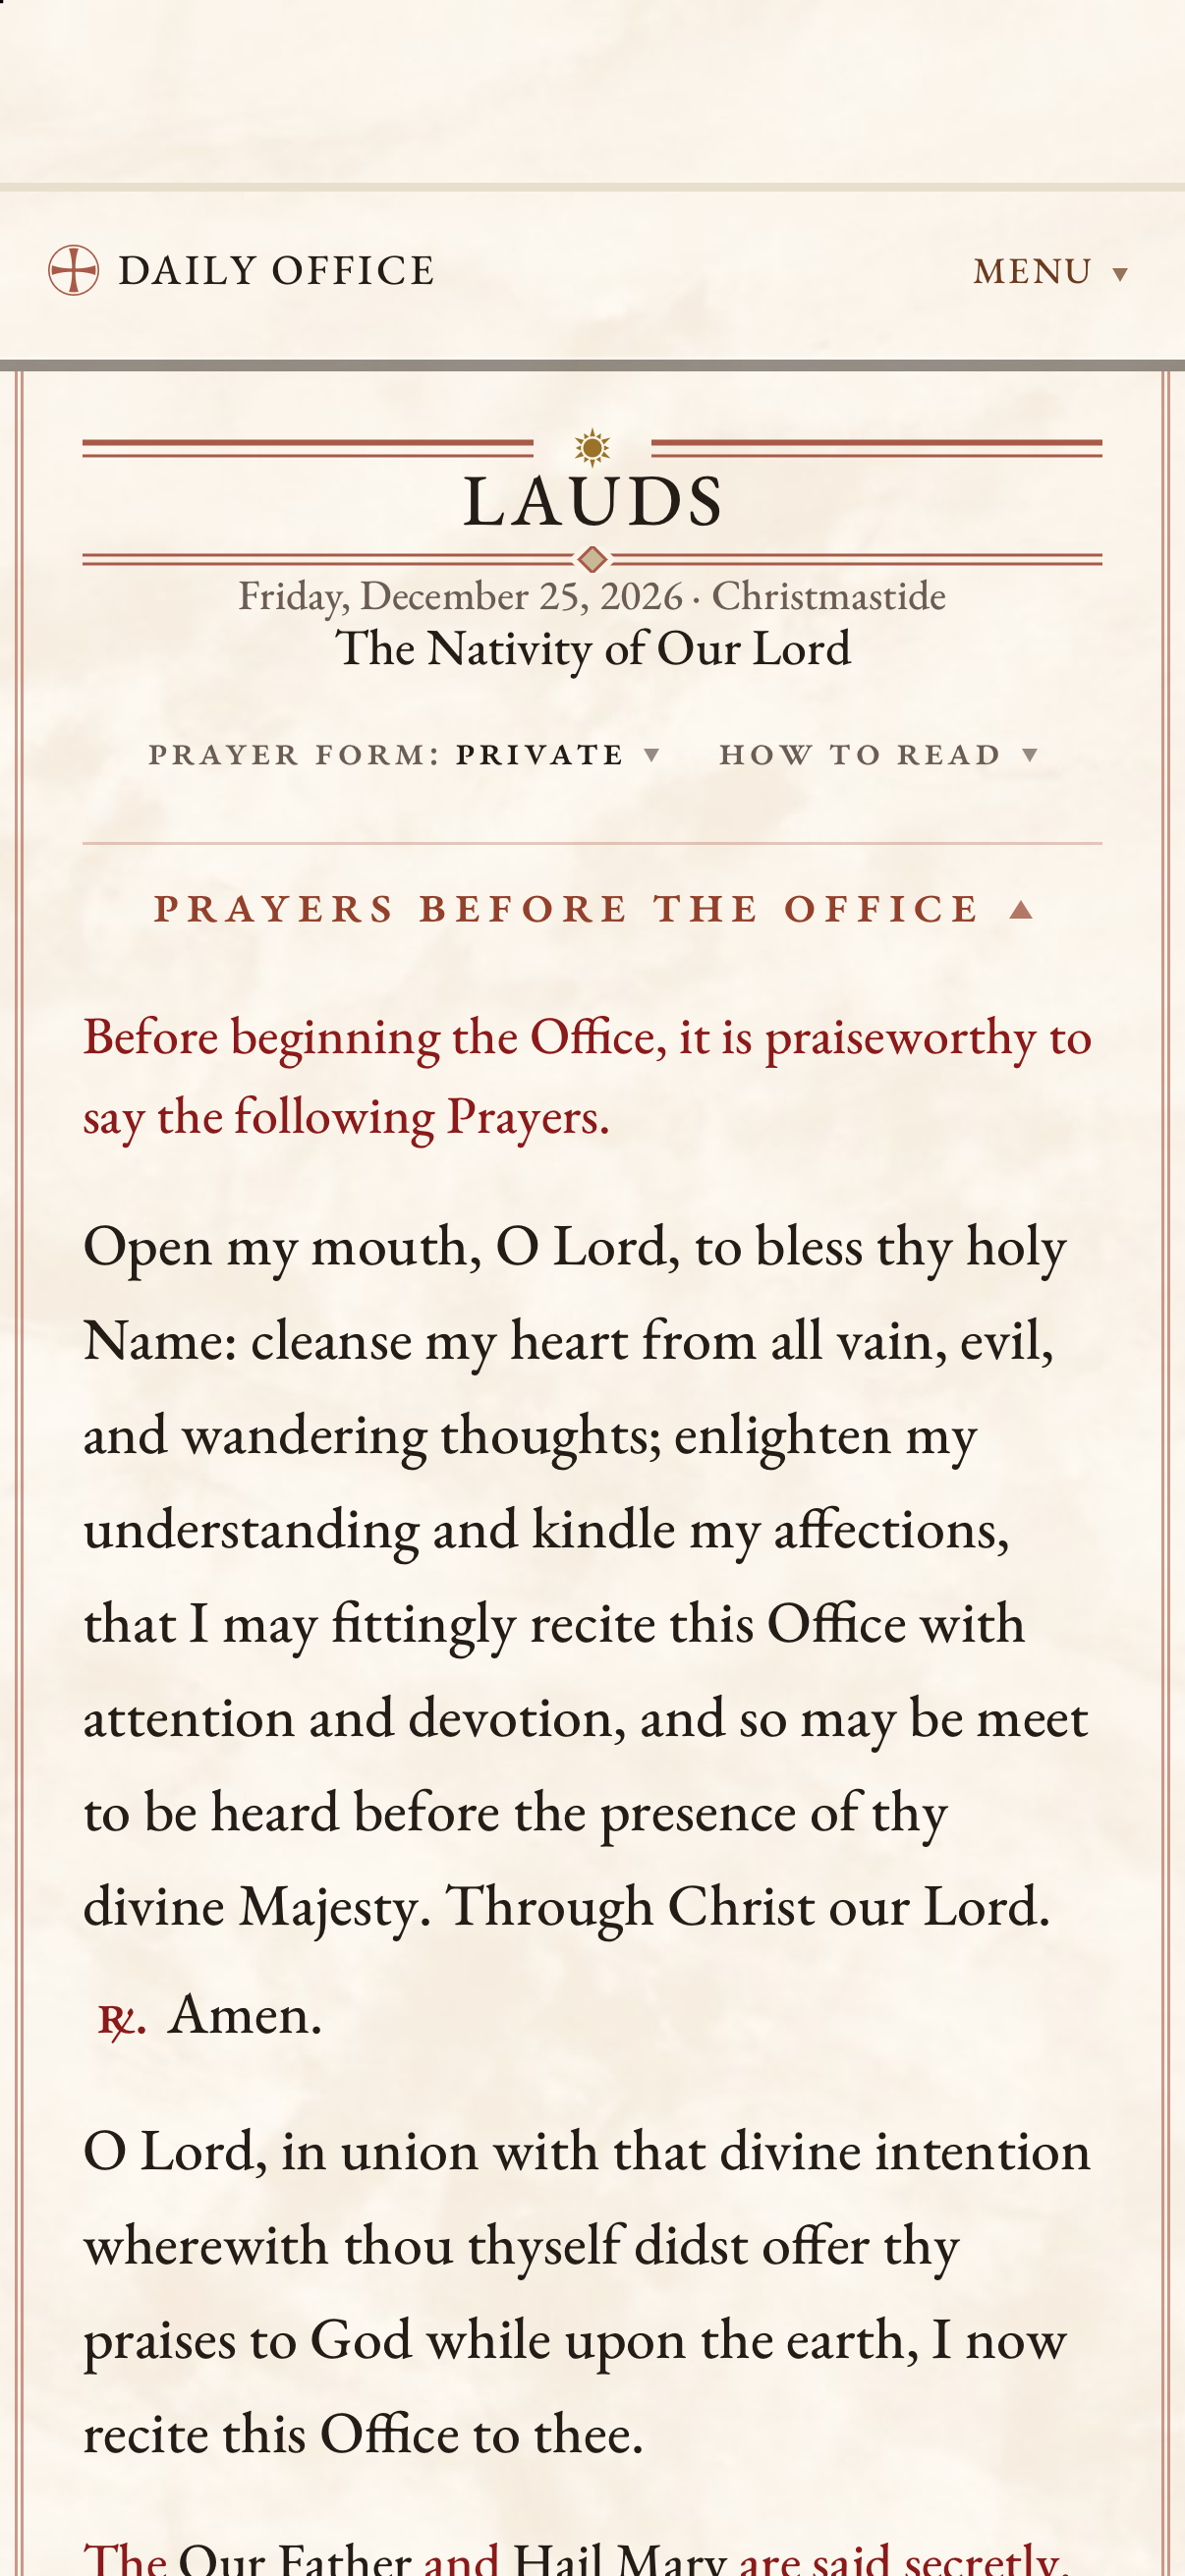 DAILY OFFICE
MENU ▼
LAUDS
Friday, December 25, 2026 · Christmastide
The Nativity of Our Lord
PRAYER FORM: PRIVATE ▼
HOW TO READ ▼
PRAYERS BEFORE THE OFFICE ▲
Before beginning the Office, it is praiseworthy to
say the following Prayers.
Open my mouth, O Lord, to bless thy holy
Name: cleanse my heart from all vain, evil,
and wandering thoughts; enlighten my
understanding and kindle my affections,
that I may fittingly recite this Office with
attention and devotion, and so may be meet
to be heard before the presence of thy
divine Majesty. Through Christ our Lord.
℟. Amen.
O Lord, in union with that divine intention
wherewith thou thyself didst offer thy
praises to God while upon the earth, I now
recite this Office to thee.
The Our Father and Hail Mary are said secretly.